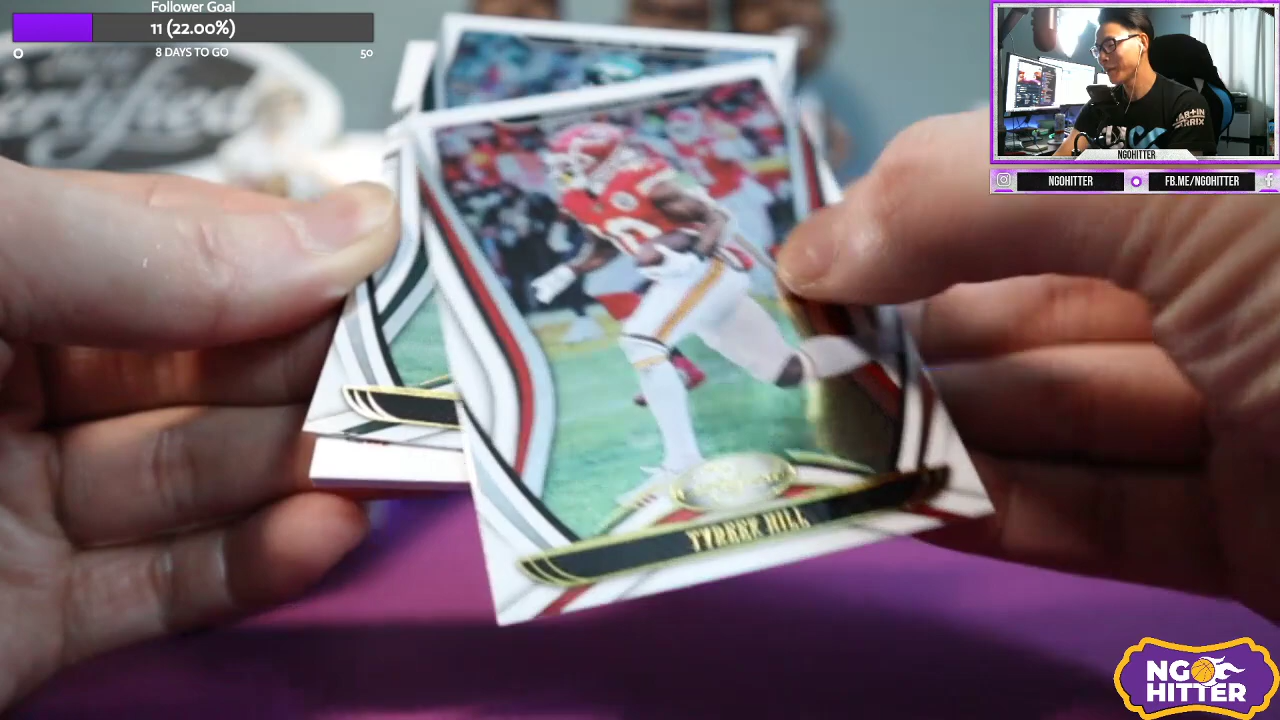 Follower Goal
11 (22.00%)
0
8 DAYS TO GO
50
Certified
NGOHITTER
NGOHITTER
FB.ME/NGOHITTER
TYREEK HILL
NGO
HITTER